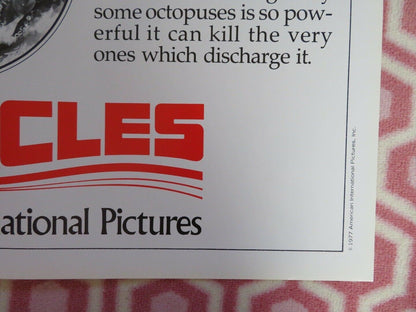 some octopuses is so pow-
erful it can kill the very
ones which discharge it.
CLES
ational Pictures
©1977 American International Pictures, Inc.